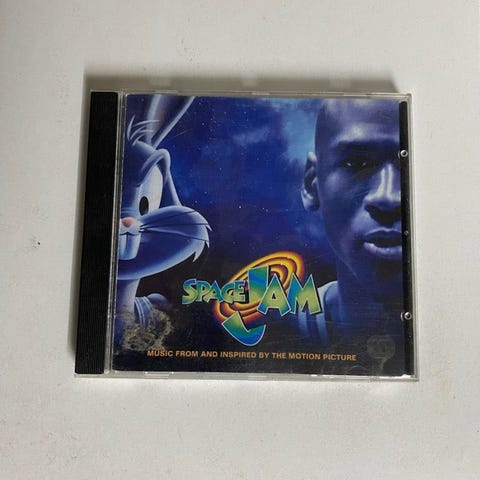 SPACE JAM
MUSIC FROM AND INSPIRED BY THE MOTION PICTURE